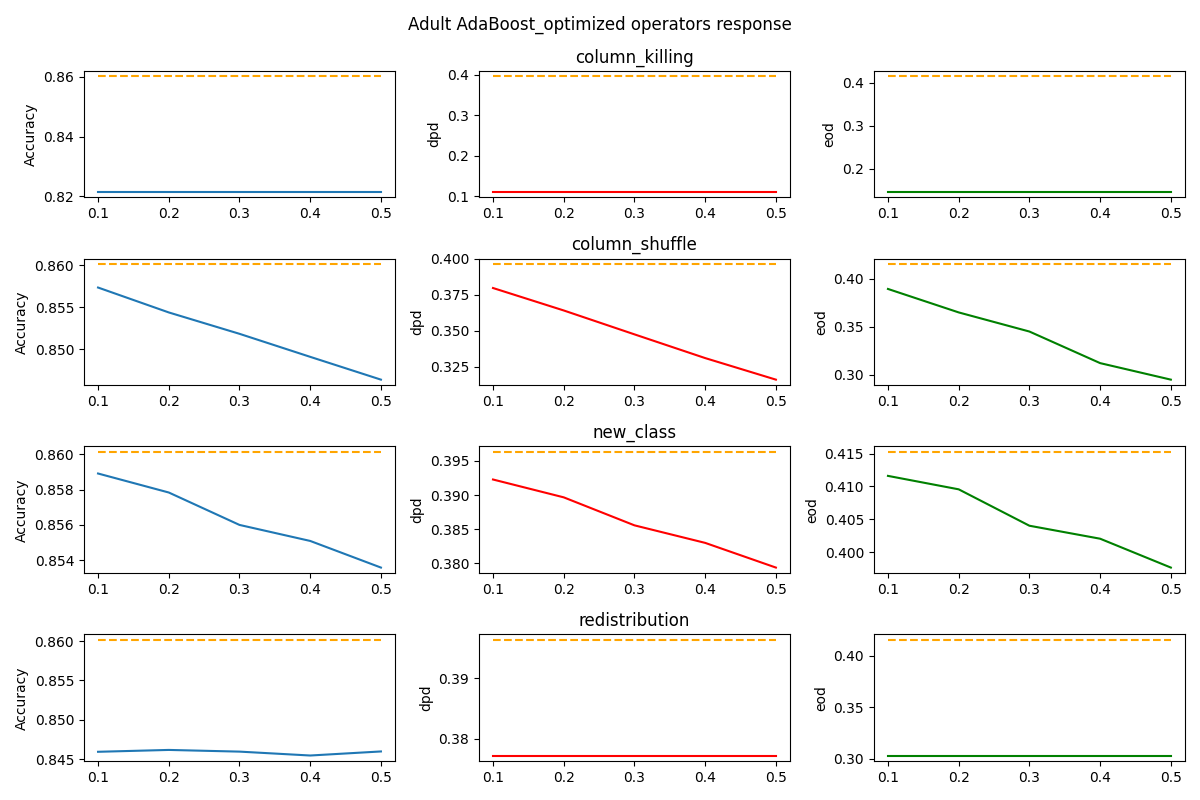 Adult AdaBoost_optimized operators response
column_killing
Accuracy
0.86
0.84
0.82
0.1 0.2 0.3 0.4 0.5
dpd
0.4
0.3
0.2
0.1
0.1 0.2 0.3 0.4 0.5
eod
0.4
0.3
0.2
0.1 0.2 0.3 0.4 0.5
column_shuffle
Accuracy
0.860
0.855
0.850
0.1 0.2 0.3 0.4 0.5
dpd
0.400
0.375
0.350
0.325
0.1 0.2 0.3 0.4 0.5
eod
0.40
0.35
0.30
0.1 0.2 0.3 0.4 0.5
new_class
Accuracy
0.860
0.858
0.856
0.854
0.1 0.2 0.3 0.4 0.5
dpd
0.395
0.390
0.385
0.380
0.1 0.2 0.3 0.4 0.5
eod
0.415
0.410
0.405
0.400
0.1 0.2 0.3 0.4 0.5
redistribution
Accuracy
0.860
0.855
0.850
0.845
0.1 0.2 0.3 0.4 0.5
dpd
0.39
0.38
0.1 0.2 0.3 0.4 0.5
eod
0.40
0.35
0.30
0.1 0.2 0.3 0.4 0.5